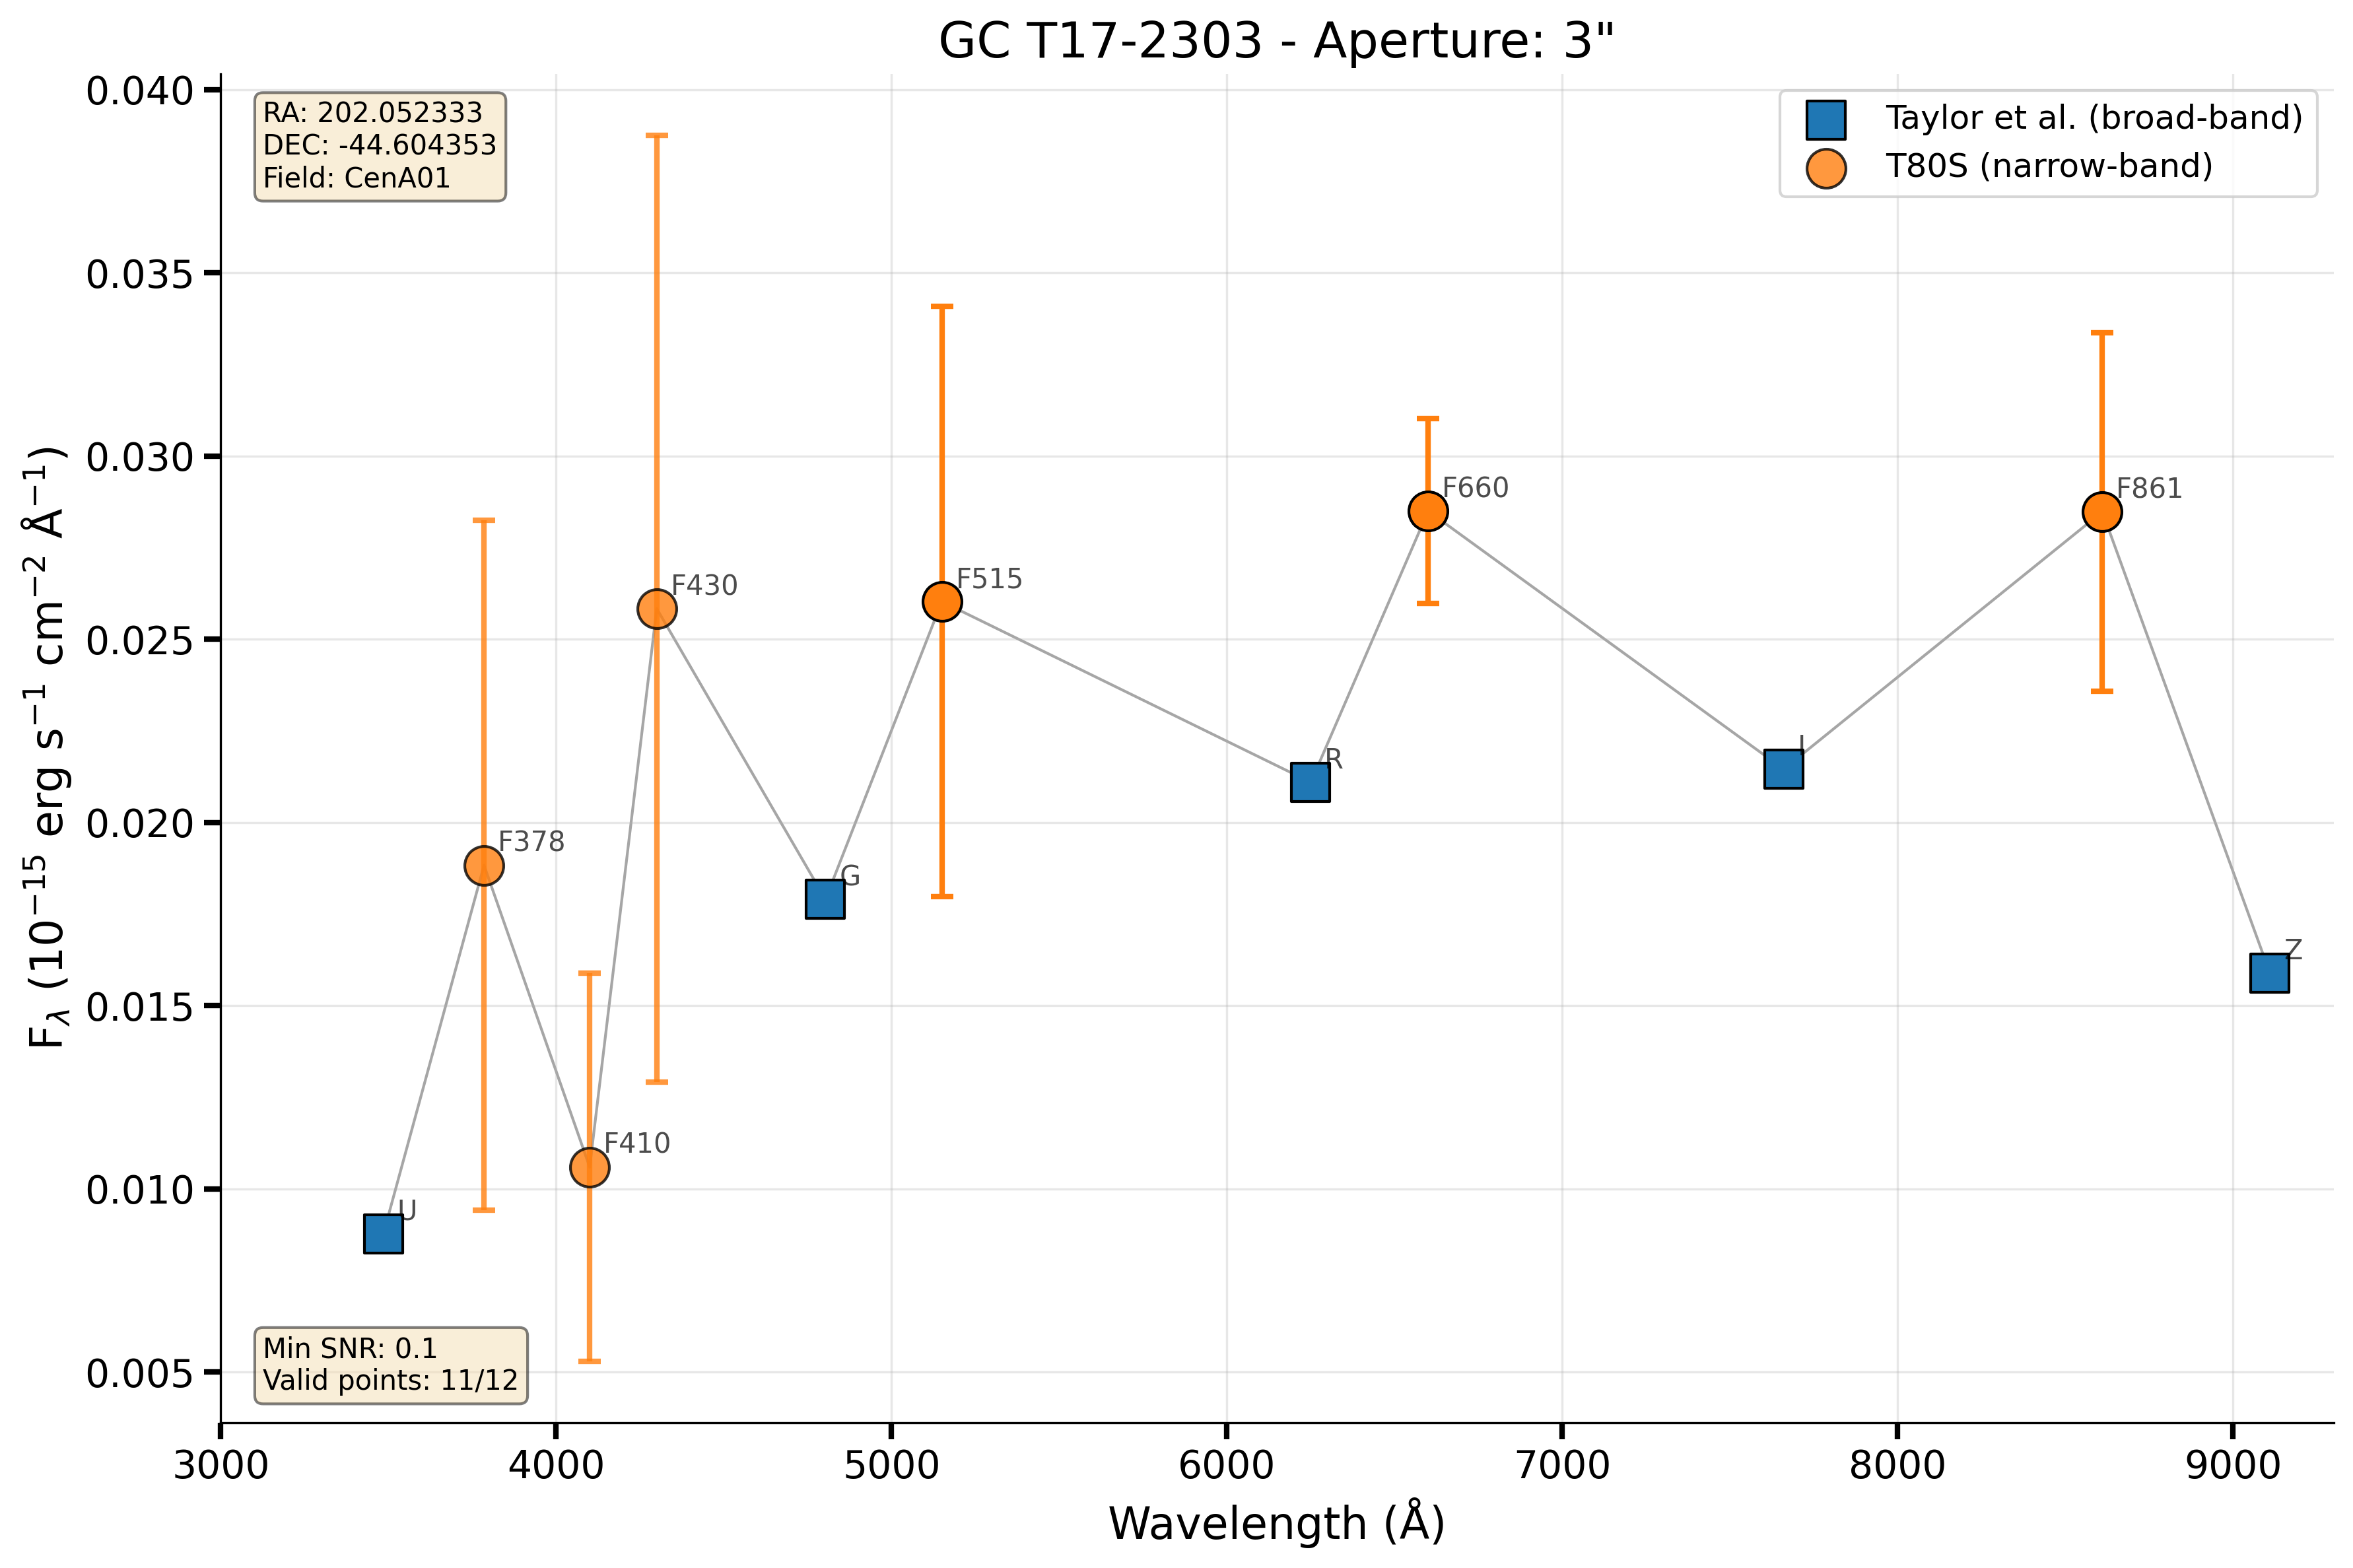 GC T17-2303 - Aperture: 3"
RA: 202.052333
DEC: -44.604353
Field: CenA01
Taylor et al. (broad-band)
T80S (narrow-band)
0.040
0.035
0.030
0.025
0.020
0.015
0.010
0.005
F_λ (10⁻¹⁵ erg s⁻¹ cm⁻² Å⁻¹)
U
F378
F410
F430
G
F515
R
F660
I
F861
Z
Min SNR: 0.1
Valid points: 11/12
3000 4000 5000 6000 7000 8000 9000
Wavelength (Å)